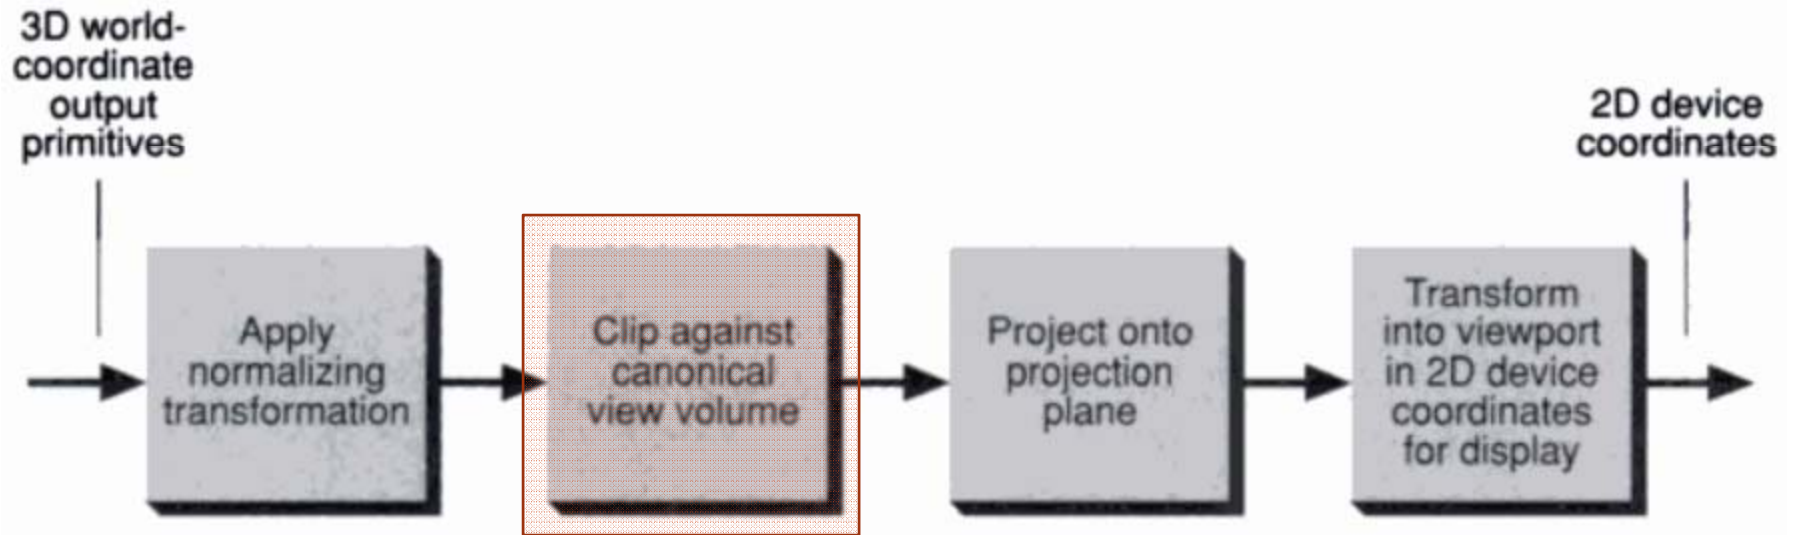 3D world-
coordinate
output
primitives
2D device
coordinates
Apply
normalizing
transformation
Clip against
canonical
view volume
Project onto
projection
plane
Transform
into viewport
in 2D device
coordinates
for display